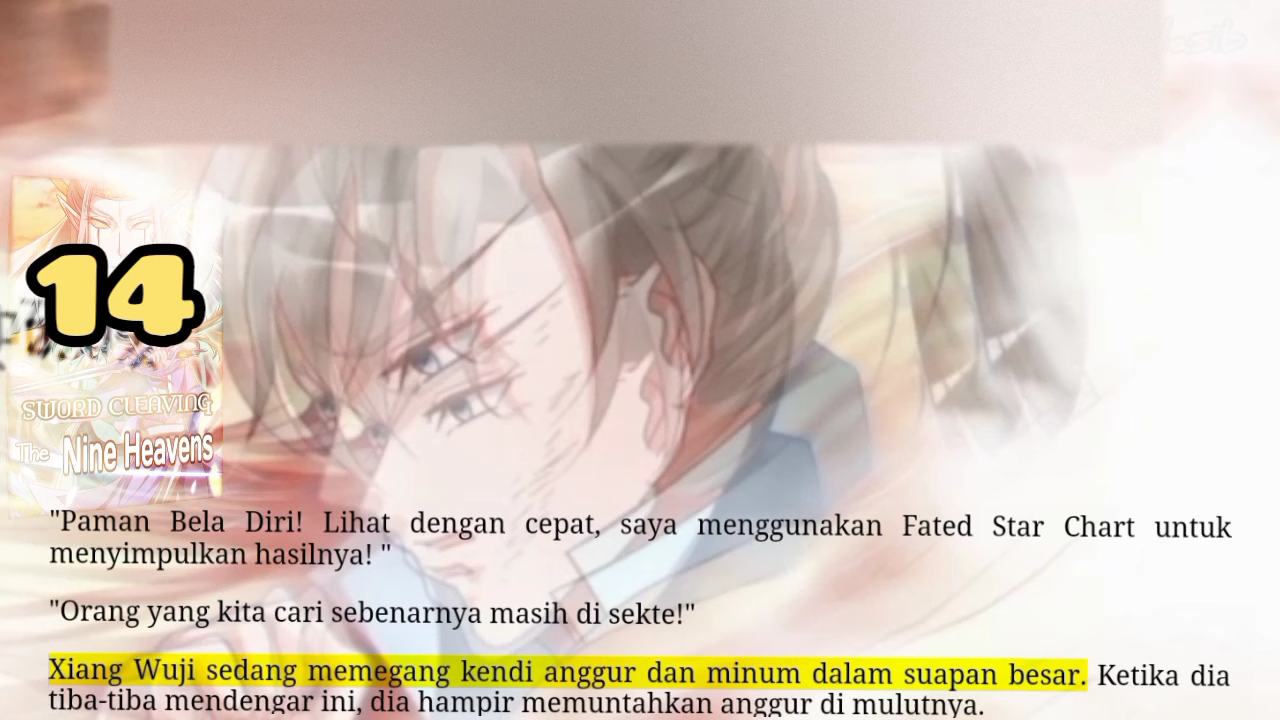 14
SWORD CLEAVING
The Nine Heavens
"Paman Bela Diri! Lihat dengan cepat, saya menggunakan Fated Star Chart untuk
menyimpulkan hasilnya! "
"Orang yang kita cari sebenarnya masih di sekte!"
Xiang Wuji sedang memegang kendi anggur dan minum dalam suapan besar. Ketika dia
tiba-tiba mendengar ini, dia hampir memuntahkan anggur di mulutnya.